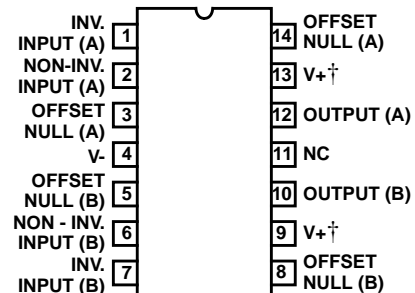 INV.
INPUT (A)
1
NON-INV.
INPUT (A)
2
OFFSET
NULL (A)
3
V-
4
OFFSET
NULL (B)
5
NON - INV.
INPUT (B)
6
INV.
INPUT (B)
7
14
OFFSET
NULL (A)
13
V+†
12
OUTPUT (A)
11
NC
10
OUTPUT (B)
9
V+†
8
OFFSET
NULL (B)